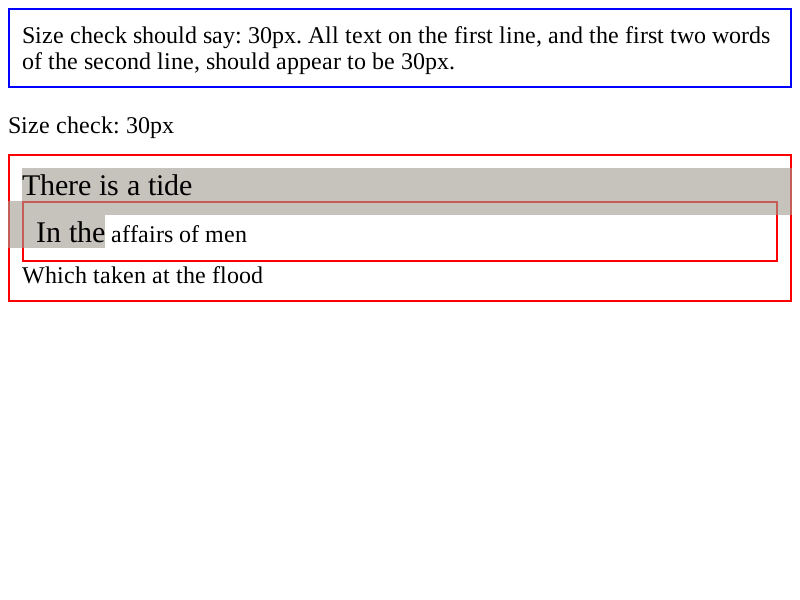 Size check should say: 30px. All text on the first line, and the first two words
of the second line, should appear to be 30px.
Size check: 30px
There is a tide
In the affairs of men
Which taken at the flood